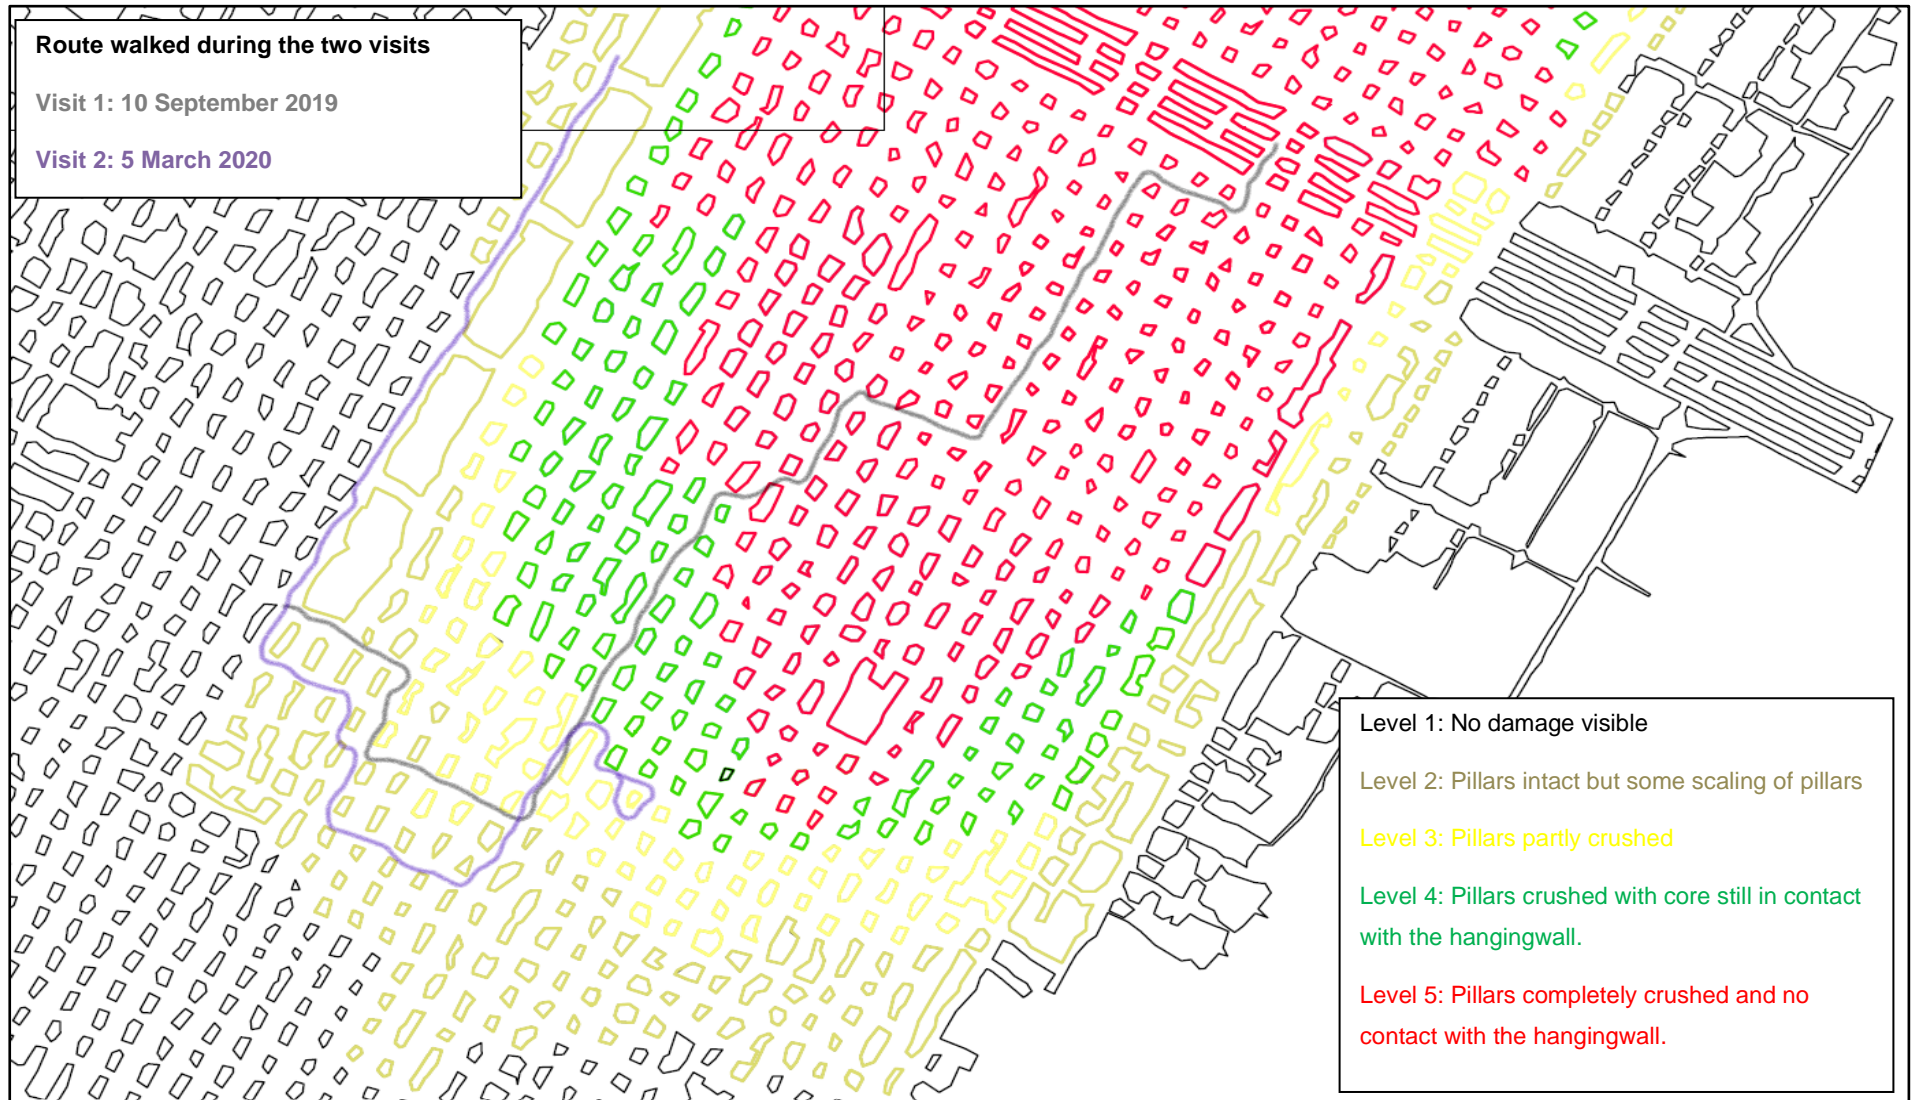 Route walked during the two visits
Visit 1: 10 September 2019
Visit 2: 5 March 2020
Level 1: No damage visible
Level 2: Pillars intact but some scaling of pillars
Level 3: Pillars partly crushed
Level 4: Pillars crushed with core still in contact
with the hangingwall.
Level 5: Pillars completely crushed and no
contact with the hangingwall.